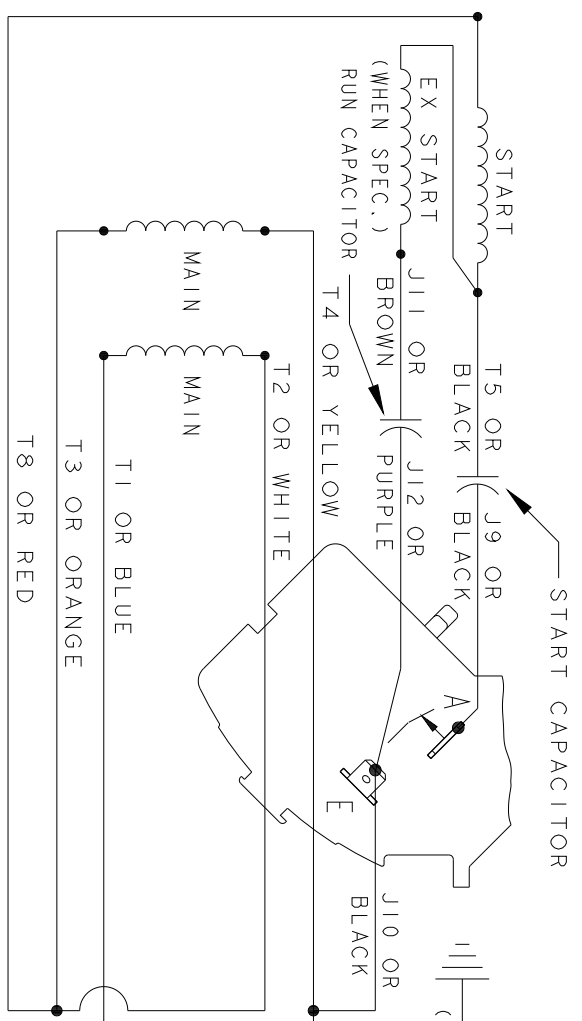 START
EX START
(WHEN SPEC.)
RUN CAPACITOR
T5 OR
BLACK
J9 OR
BLACK
START CAPACITOR
J11 OR
BROWN
J12 OR
PURPLE
MAIN
MAIN
T4 OR YELLOW
T2 OR WHITE
T1 OR BLUE
T3 OR ORANGE
T8 OR RED
A
E
J10 OR
BLACK
(